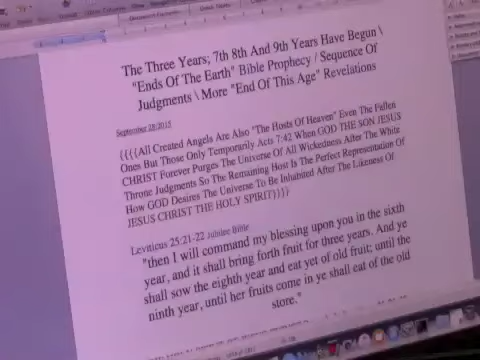 The Three Years; 7th 8th And 9th Years Have Begun \
"Ends Of The Earth" Bible Prophecy / Sequence Of
Judgments \ More "End Of This Age" Revelations
September 28/2015
((((All Created Angels Are Also "The Hosts Of Heaven" Even The Fallen
Ones But Those Only Temporarily Acts 7:42 When GOD THE SON JESUS
CHRIST Forever Purges The Universe Of All Wickedness After The White
Throne Judgments So The Remaining Host Is The Perfect Representation Of
How GOD Desires The Universe To Be Inhabited After The Likeness Of
JESUS CHRIST THE HOLY SPIRIT))))
Leviticus 25:21-22 Jubilee Bible
"then I will command my blessing upon you in the sixth
year, and it shall bring forth fruit for three years. And ye
shall sow the eighth year and eat yet of old fruit; until the
ninth year, until her fruits come in ye shall eat of the old
store."